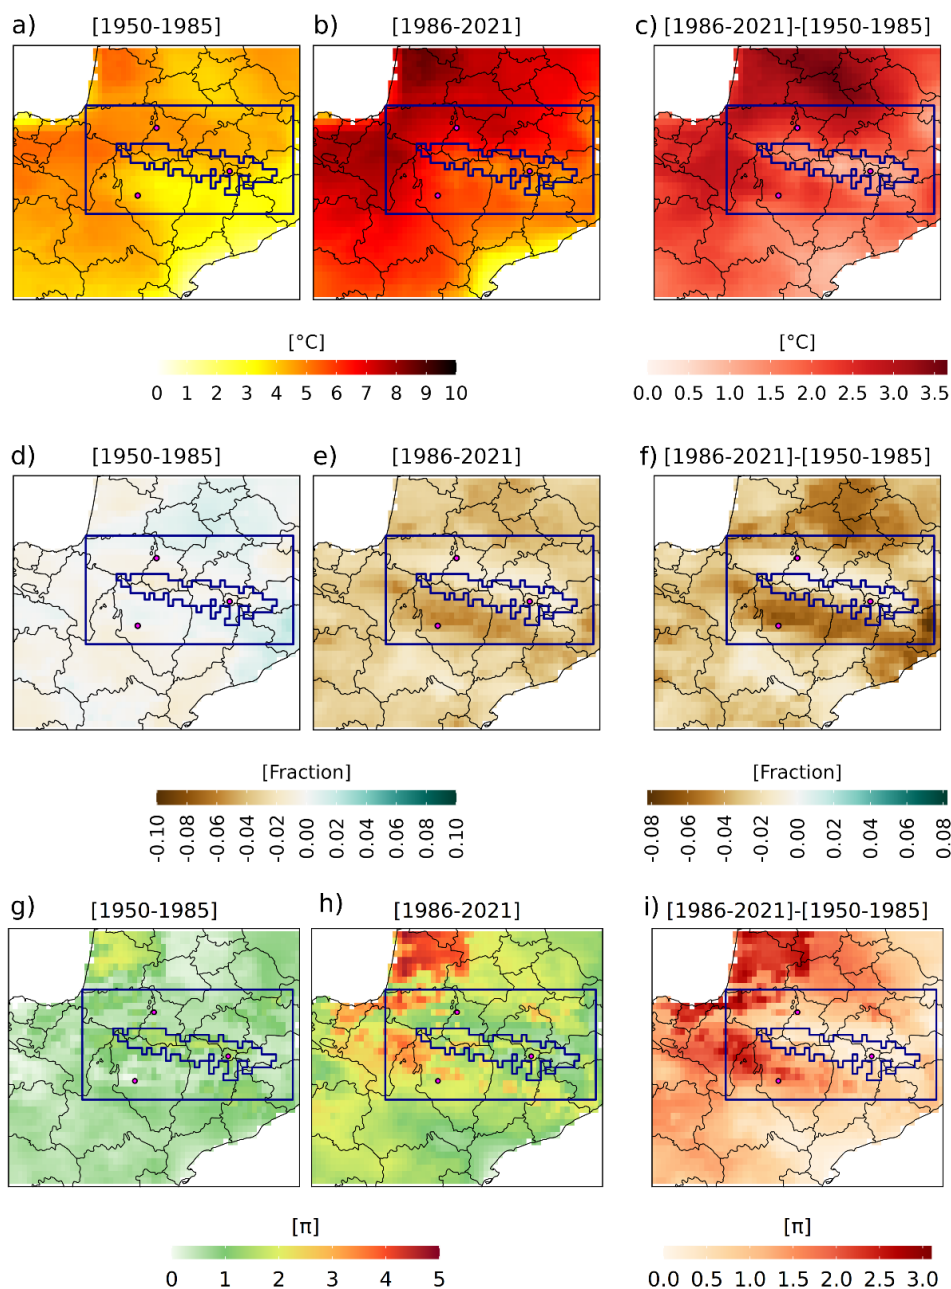 a) [1950-1985] b) [1986-2021] c) [1986-2021]-[1950-1985]
[°C] [°C]
0 1 2 3 4 5 6 7 8 9 10 0.0 0.5 1.0 1.5 2.0 2.5 3.0 3.5
d) [1950-1985] e) [1986-2021] f) [1986-2021]-[1950-1985]
[Fraction] [Fraction]
-0.10 -0.08 -0.06 -0.04 -0.02 0.00 0.02 0.04 0.06 0.08 0.10 -0.08 -0.06 -0.04 -0.02 0.00 0.02 0.04 0.06 0.08
g) [1950-1985] h) [1986-2021] i) [1986-2021]-[1950-1985]
[π] [π]
0 1 2 3 4 5 0.0 0.5 1.0 1.5 2.0 2.5 3.0